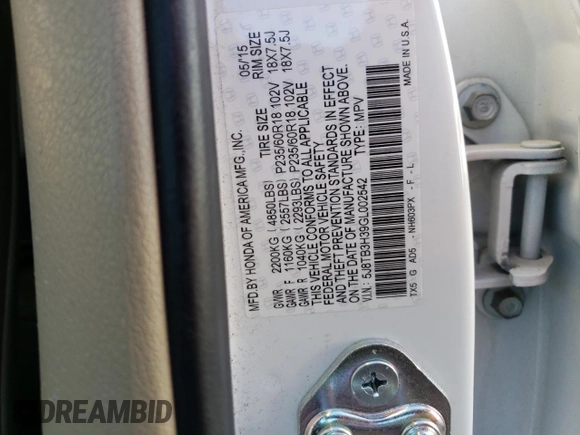 MFD.BY HONDA OF AMERICA MFG.,INC. 05/'15
TIRE SIZE RIM SIZE
GVWR 2200KG (4850LBS)
GAWR F 1160KG (2557LBS) P235/60R18 102V 18X7.5J
GAWR R 1040KG (2293LBS) P235/60R18 102V 18X7.5J
THIS VEHICLE CONFORMS TO ALL APPLICABLE
FEDERAL MOTOR VEHICLE SAFETY
AND THEFT PREVENTION STANDARDS IN EFFECT
ON THE DATE OF MANUFACTURE SHOWN ABOVE.
V.I.N.: 5J8TB3H39GL002542 TYPE: MPV
TX5 G AD5 - NH603PX - F - L MADE IN U.S.A.
DREAMBID